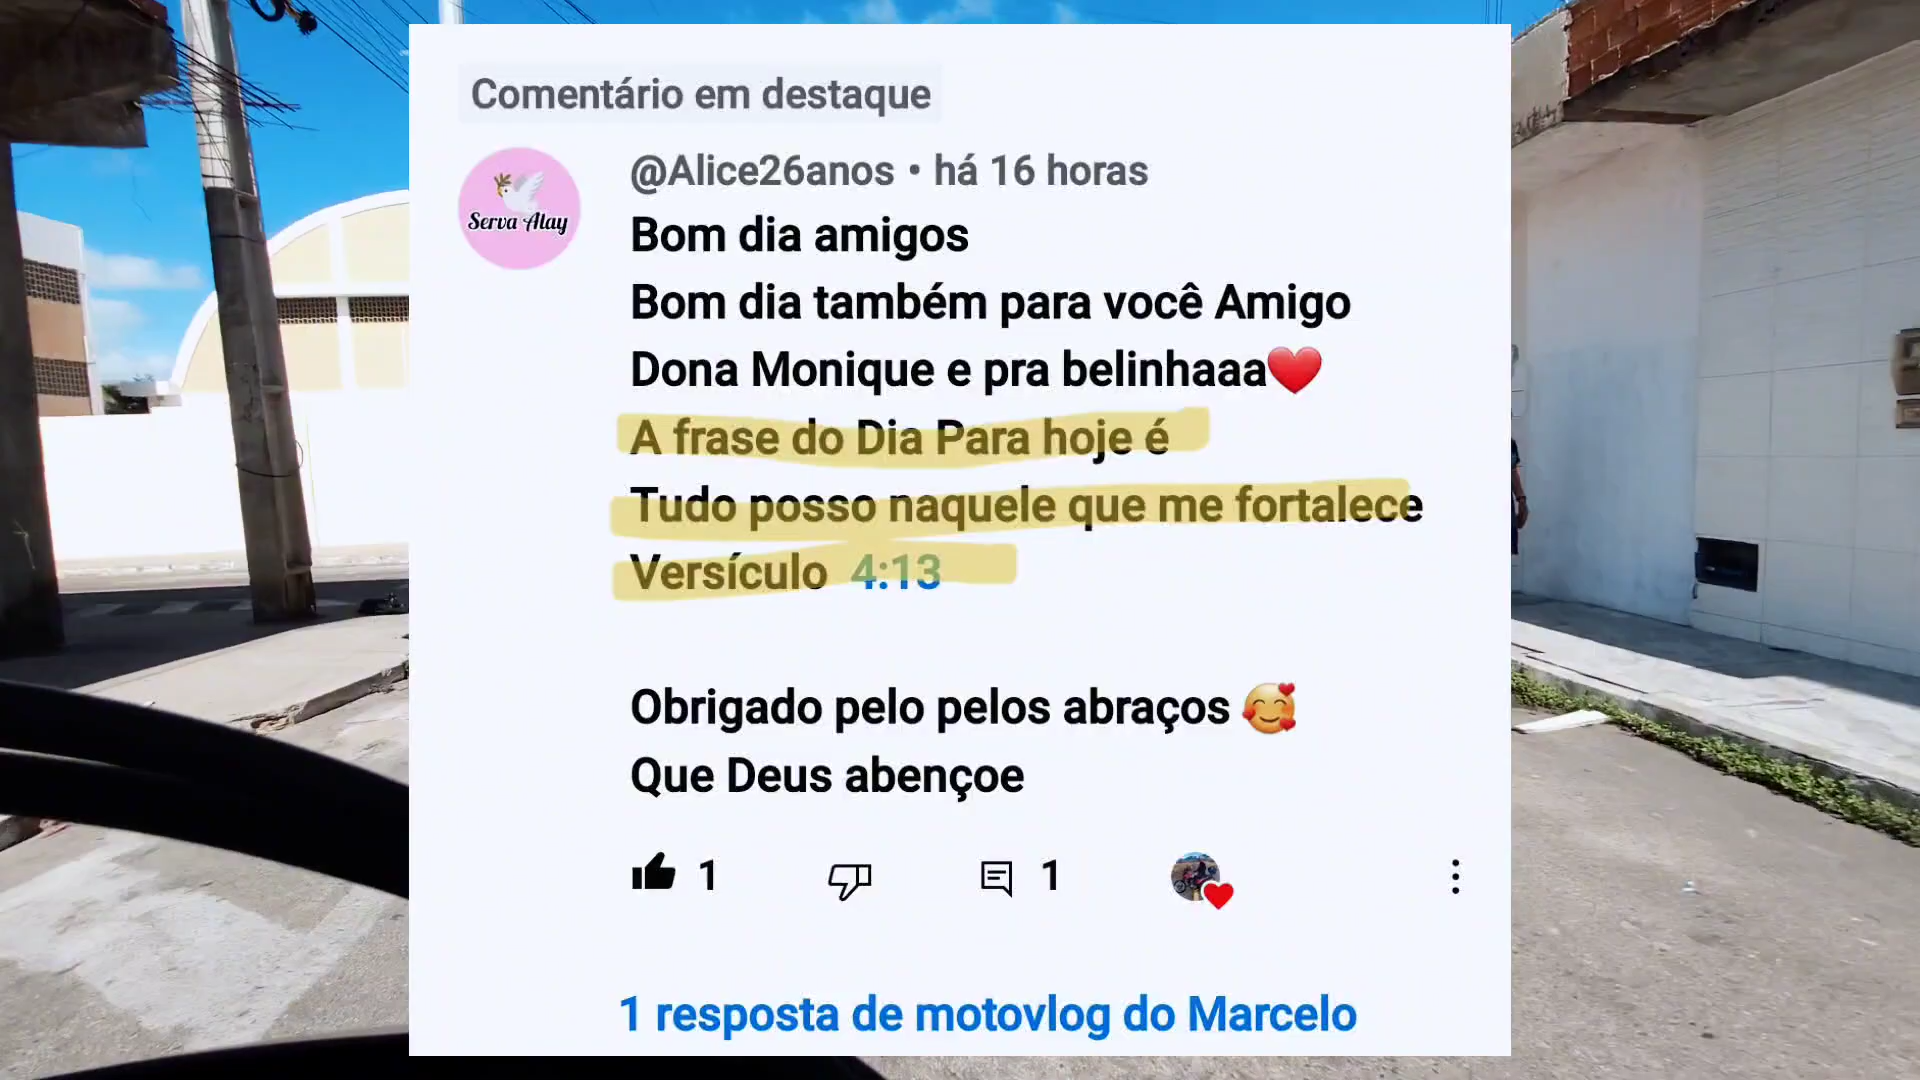 Comentário em destaque
Serva Alay
@Alice26anos • há 16 horas
Bom dia amigos
Bom dia também para você Amigo
Dona Monique e pra belinhaaa❤️
A frase do Dia Para hoje é
Tudo posso naquele que me fortalece
Versículo 4:13
Obrigado pelo pelos abraços 🥰
Que Deus abençoe
1
1
1 resposta de motovlog do Marcelo